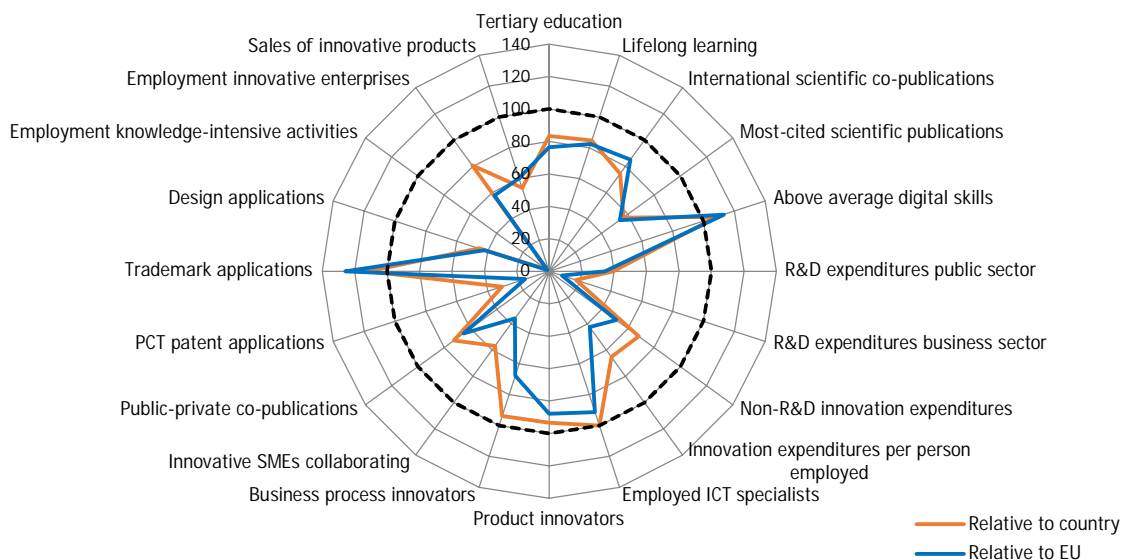 Tertiary education
140
120
100
80
60
40
20
0
Lifelong learning
International scientific co-publications
Most-cited scientific publications
Above average digital skills
R&D expenditures public sector
R&D expenditures business sector
Non-R&D innovation expenditures
Innovation expenditures per person
employed
Employed ICT specialists
Product innovators
Business process innovators
Innovative SMEs collaborating
Public-private co-publications
PCT patent applications
Trademark applications
Design applications
Employment knowledge-intensive activities
Employment innovative enterprises
Sales of innovative products
Relative to country
Relative to EU